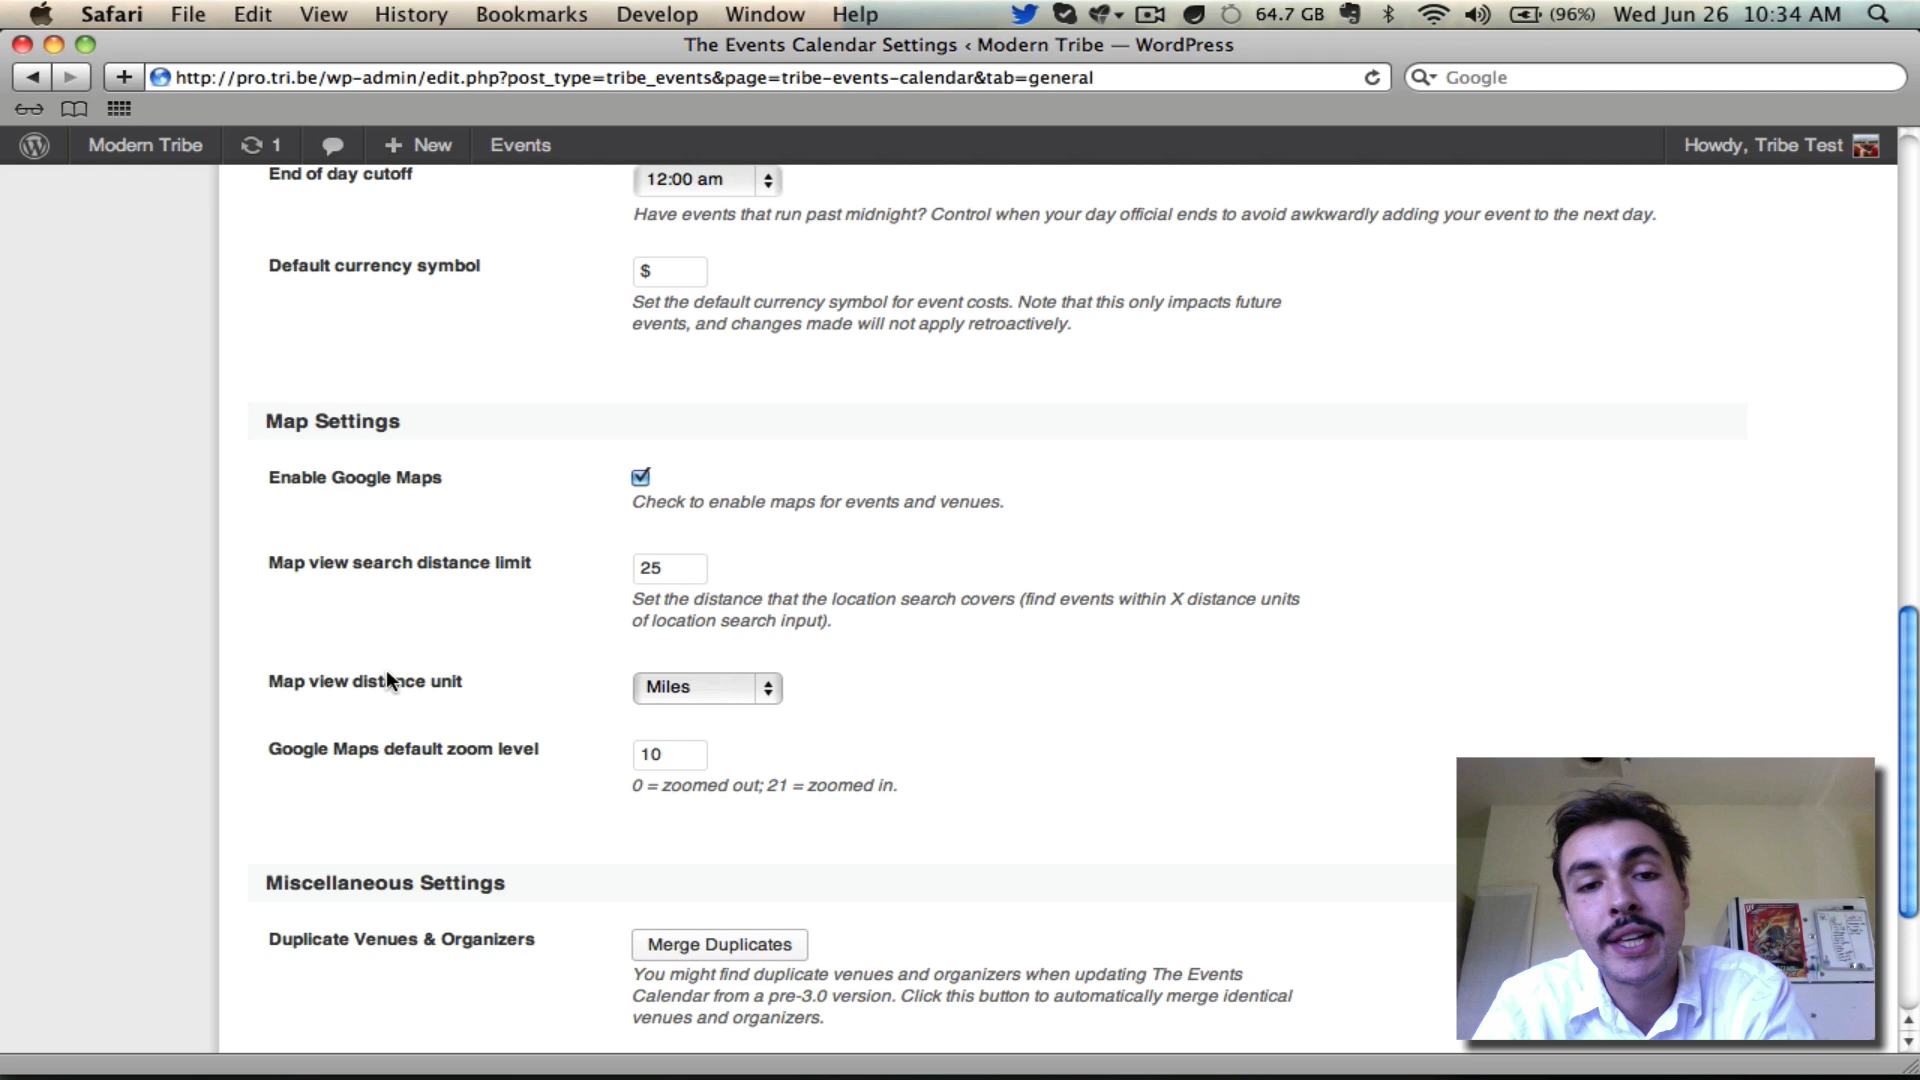 Safari File Edit View History Bookmarks Develop Window Help 64.7 GB (96%) Wed Jun 26 10:34 AM
The Events Calendar Settings ‹ Modern Tribe — WordPress
http://pro.tri.be/wp-admin/edit.php?post_type=tribe_events&page=tribe-events-calendar&tab=general Google
Modern Tribe 1 + New Events Howdy, Tribe Test
End of day cutoff 12:00 am
Have events that run past midnight? Control when your day official ends to avoid awkwardly adding your event to the next day.
Default currency symbol $
Set the default currency symbol for event costs. Note that this only impacts future
events, and changes made will not apply retroactively.
Map Settings
Enable Google Maps
Check to enable maps for events and venues.
Map view search distance limit 25
Set the distance that the location search covers (find events within X distance units
of location search input).
Map view distance unit Miles
Google Maps default zoom level 10
0 = zoomed out; 21 = zoomed in.
Miscellaneous Settings
Duplicate Venues & Organizers Merge Duplicates
You might find duplicate venues and organizers when updating The Events
Calendar from a pre-3.0 version. Click this button to automatically merge identical
venues and organizers.